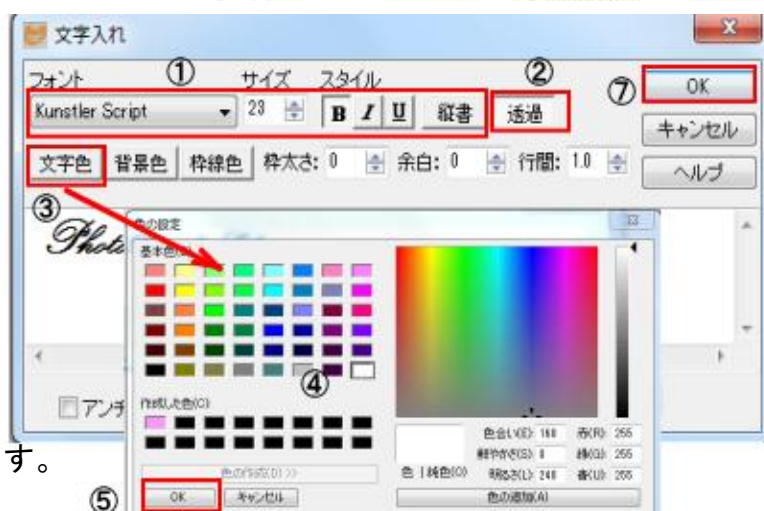 文字入れ
フォント ① サイズ スタイル ②
Kunstler Script 23 B I U 縦書 透過 ⑦ OK
キャンセル
文字色 背景色 枠線色 枠太さ: 0 余白: 0 行間: 1.0 ヘルプ
③
Photo
色の設定
基本色
④
作成した色(C)
アンチ
色合い(E): 160 赤(R): 255
鮮やかさ(S): 0 緑(G): 255
色 | 純色(O) 明るさ(L): 240 青(U): 255
す。
色の作成(D) >>
⑤ OK キャンセル 色の追加(A)